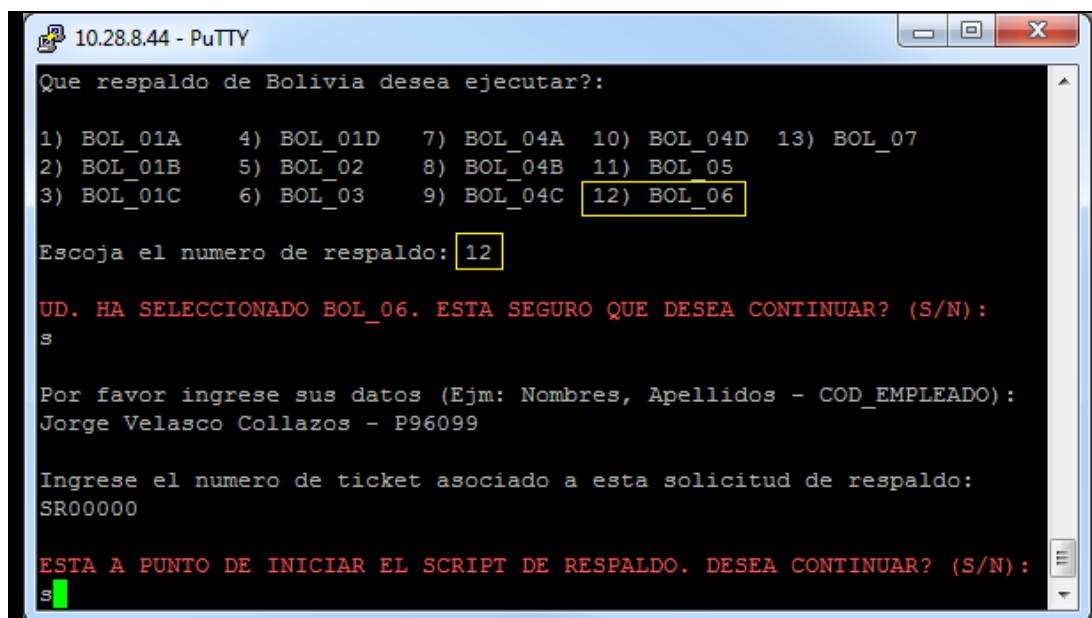 10.28.8.44 - PuTTY
Que respaldo de Bolivia desea ejecutar?:
1) BOL_01A 4) BOL_01D 7) BOL_04A 10) BOL_04D 13) BOL_07
2) BOL_01B 5) BOL_02 8) BOL_04B 11) BOL_05
3) BOL_01C 6) BOL_03 9) BOL_04C 12) BOL_06
Escoja el numero de respaldo: 12
UD. HA SELECCIONADO BOL_06. ESTA SEGURO QUE DESEA CONTINUAR? (S/N):
s
Por favor ingrese sus datos (Ejm: Nombres, Apellidos - COD_EMPLEADO):
Jorge Velasco Collazos - P96099
Ingrese el numero de ticket asociado a esta solicitud de respaldo:
SR00000
ESTA A PUNTO DE INICIAR EL SCRIPT DE RESPALDO. DESEA CONTINUAR? (S/N):
s